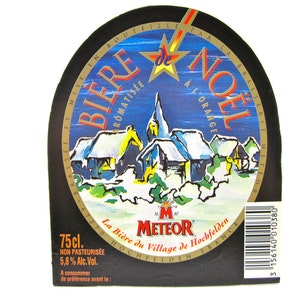 BIÈRE de NOËL
AROMATISÉE À L'ORANGE
M
METEOR
La Bière du Village de Hochfelden
75cl.
NON PASTEURISÉE
5,8 % Alc.Vol.
A consommer
de préférence avant le :
3 156140 010380